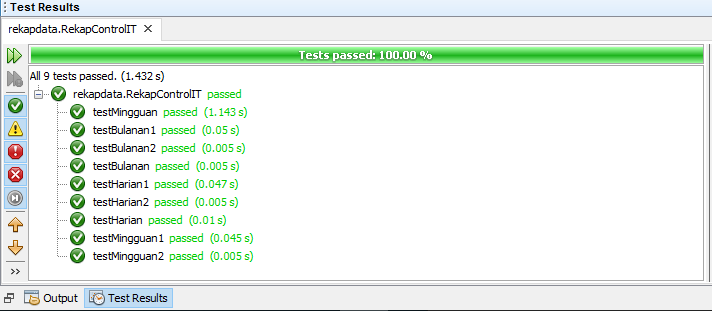 Test Results
rekapdata.RekapControlIT
Tests passed: 100.00 %
All 9 tests passed. (1.432 s)
rekapdata.RekapControlIT passed
testMingguan passed (1.143 s)
testBulanan1 passed (0.05 s)
testBulanan2 passed (0.005 s)
testBulanan passed (0.005 s)
testHarian1 passed (0.047 s)
testHarian2 passed (0.005 s)
testHarian passed (0.01 s)
testMingguan1 passed (0.045 s)
testMingguan2 passed (0.005 s)
>>
Output Test Results